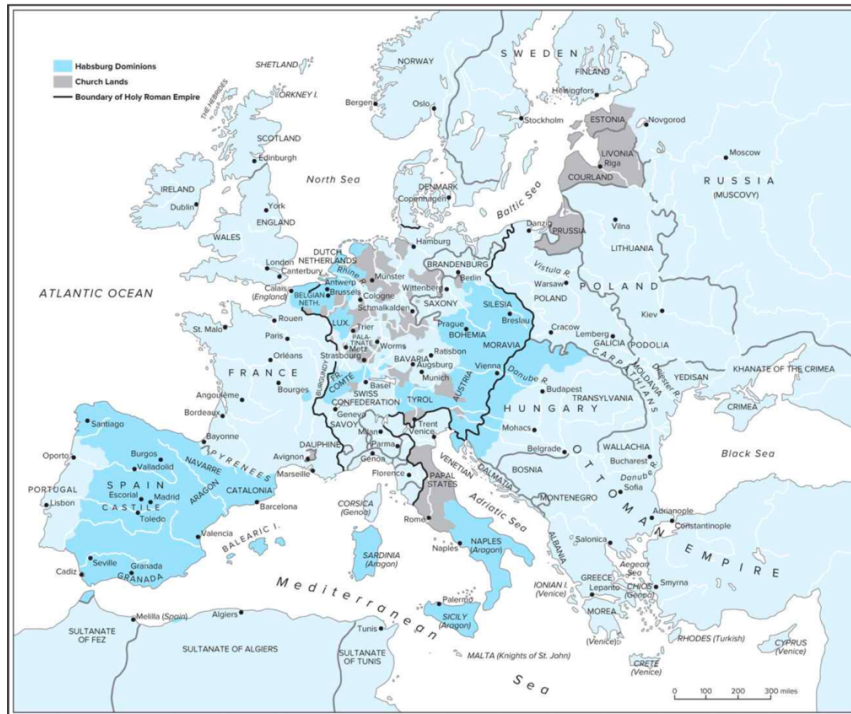 Habsburg Dominions
Church Lands
Boundary of Holy Roman Empire
SHETLAND
ORKNEY I.
THE HEBRIDES
SCOTLAND
Edinburgh
IRELAND
Dublin
York
ENGLAND
WALES
London
Canterbury
Calais
(England)
North Sea
ATLANTIC OCEAN
NORWAY
Bergen
Oslo
SWEDEN
Stockholm
FINLAND
Helsingfors
ESTONIA
Novgorod
LIVONIA
Riga
COURLAND
Moscow
RUSSIA
(MUSCOVY)
Baltic Sea
DENMARK
Copenhagen
Danzig
PRUSSIA
Vilna
LITHUANIA
Hamburg
DUTCH
NETHERLANDS
Rhine
Münster
BRANDENBURG
Berlin
Wittenberg
SAXONY
Antwerp
Brussels
BELGIAN
NETH.
Cologne
Schmalkalden
LUX.
Trier
PALA-
TINATE
Metz
Worms
Strasbourg
Vistula R.
Warsaw
POLAND
POLAND
SILESIA
Breslau
Prague
BOHEMIA
MORAVIA
Cracow
Lemberg
GALICIA
PODOLIA
Kiev
BAVARIA
Ratisbon
Augsburg
Munich
Vienna
AUSTRIA
TYROL
FR.
COMTÉ
Basel
SWISS
CONFEDERATION
Geneva
SAVOY
BURGUNDY
Rouen
St. Malo
Paris
Orléans
FRANCE
Bourges
Angoulême
Bordeaux
Bayonne
DAUPHINE
Avignon
Marseille
PYRENEES
Trent
Venice
Milan
Parma
Genoa
Florence
VENETIAN
DALMATIA
PAPAL
STATES
Rome
Adriatic Sea
CORSICA
(Genoa)
SARDINIA
(Aragon)
Naples
NAPLES
(Aragon)
Palermo
SICILY
(Aragon)
Danube R.
Budapest
HUNGARY
TRANSYLVANIA
CARPATHIANS
MOLDAVIA
Dniester R.
YEDISAN
KHANATE OF THE CRIMEA
CRIMEA
Mohacs
Belgrade
BOSNIA
WALLACHIA
Bucharest
Danube R.
Sofia
MONTENEGRO
OTTOMAN EMPIRE
Black Sea
Adrianople
Constantinople
ALBANIA
Salonica
Aegean
Sea
GREECE
Lepanto
CHIOS
(Genoa)
Smyrna
IONIAN I.
(Venice)
MOREA
(Venice)
RHODES (Turkish)
CYPRUS
(Venice)
CRETE
(Venice)
Santiago
Oporto
PORTUGAL
Lisbon
Burgos
Valladolid
NAVARRE
SPAIN
Escorial
Madrid
CASTILE
Toledo
ARAGON
CATALONIA
Barcelona
Valencia
BALEARIC I.
Seville
Granada
GRANADA
Cadiz
Mediterranean Sea
Melilla (Spain)
Algiers
Tunis
SULTANATE
OF FEZ
SULTANATE OF ALGIERS
SULTANATE
OF TUNIS
MALTA (Knights of St. John)
0 100 200 300 miles